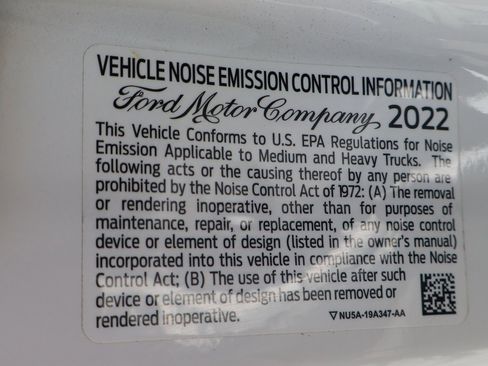 VEHICLE NOISE EMISSION CONTROL INFORMATION
Ford Motor Company 2022
This Vehicle Conforms to U.S. EPA Regulations for Noise
Emission Applicable to Medium and Heavy Trucks. The
following acts or the causing thereof by any person are
prohibited by the Noise Control Act of 1972: (A) The removal
or rendering inoperative, other than for purposes of
maintenance, repair, or replacement, of any noise control
device or element of design (listed in the owner's manual)
incorporated into this vehicle in compliance with the Noise
Control Act; (B) The use of this vehicle after such
device or element of design has been removed or
rendered inoperative.
NU5A-19A347-AA